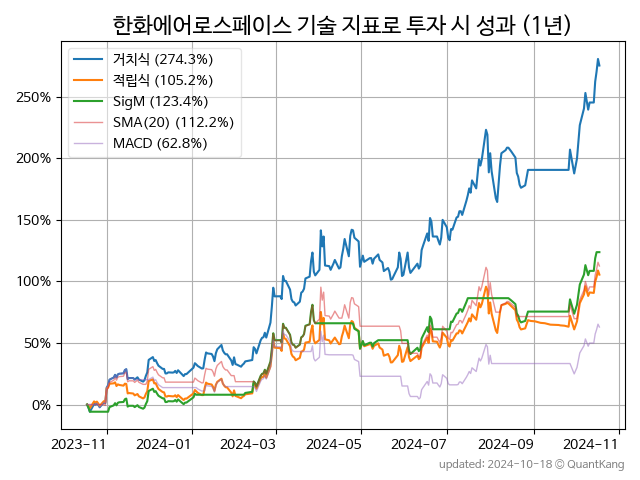 한화에어로스페이스 기술 지표로 투자 시 성과 (1년)
거치식 (274.3%)
적립식 (105.2%)
SigM (123.4%)
SMA(20) (112.2%)
MACD (62.8%)
250%
200%
150%
100%
50%
0%
2023-11 2024-01 2024-03 2024-05 2024-07 2024-09 2024-11
updated: 2024-10-18 © QuantKang